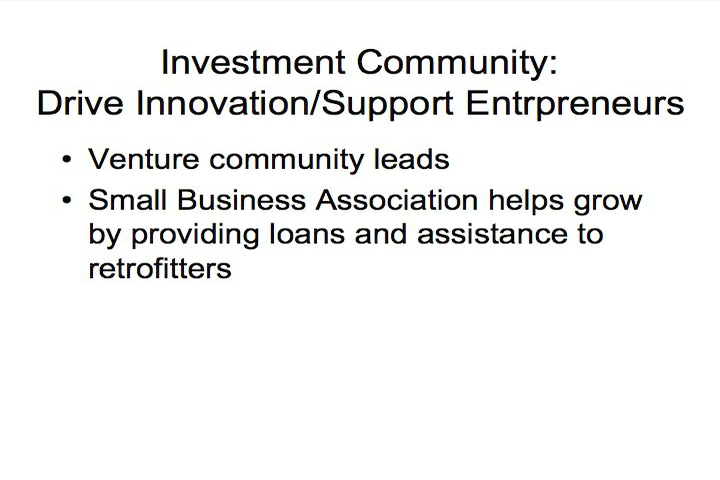 Investment Community:
Drive Innovation/Support Entrpreneurs
• Venture community leads
• Small Business Association helps grow
by providing loans and assistance to
retrofitters